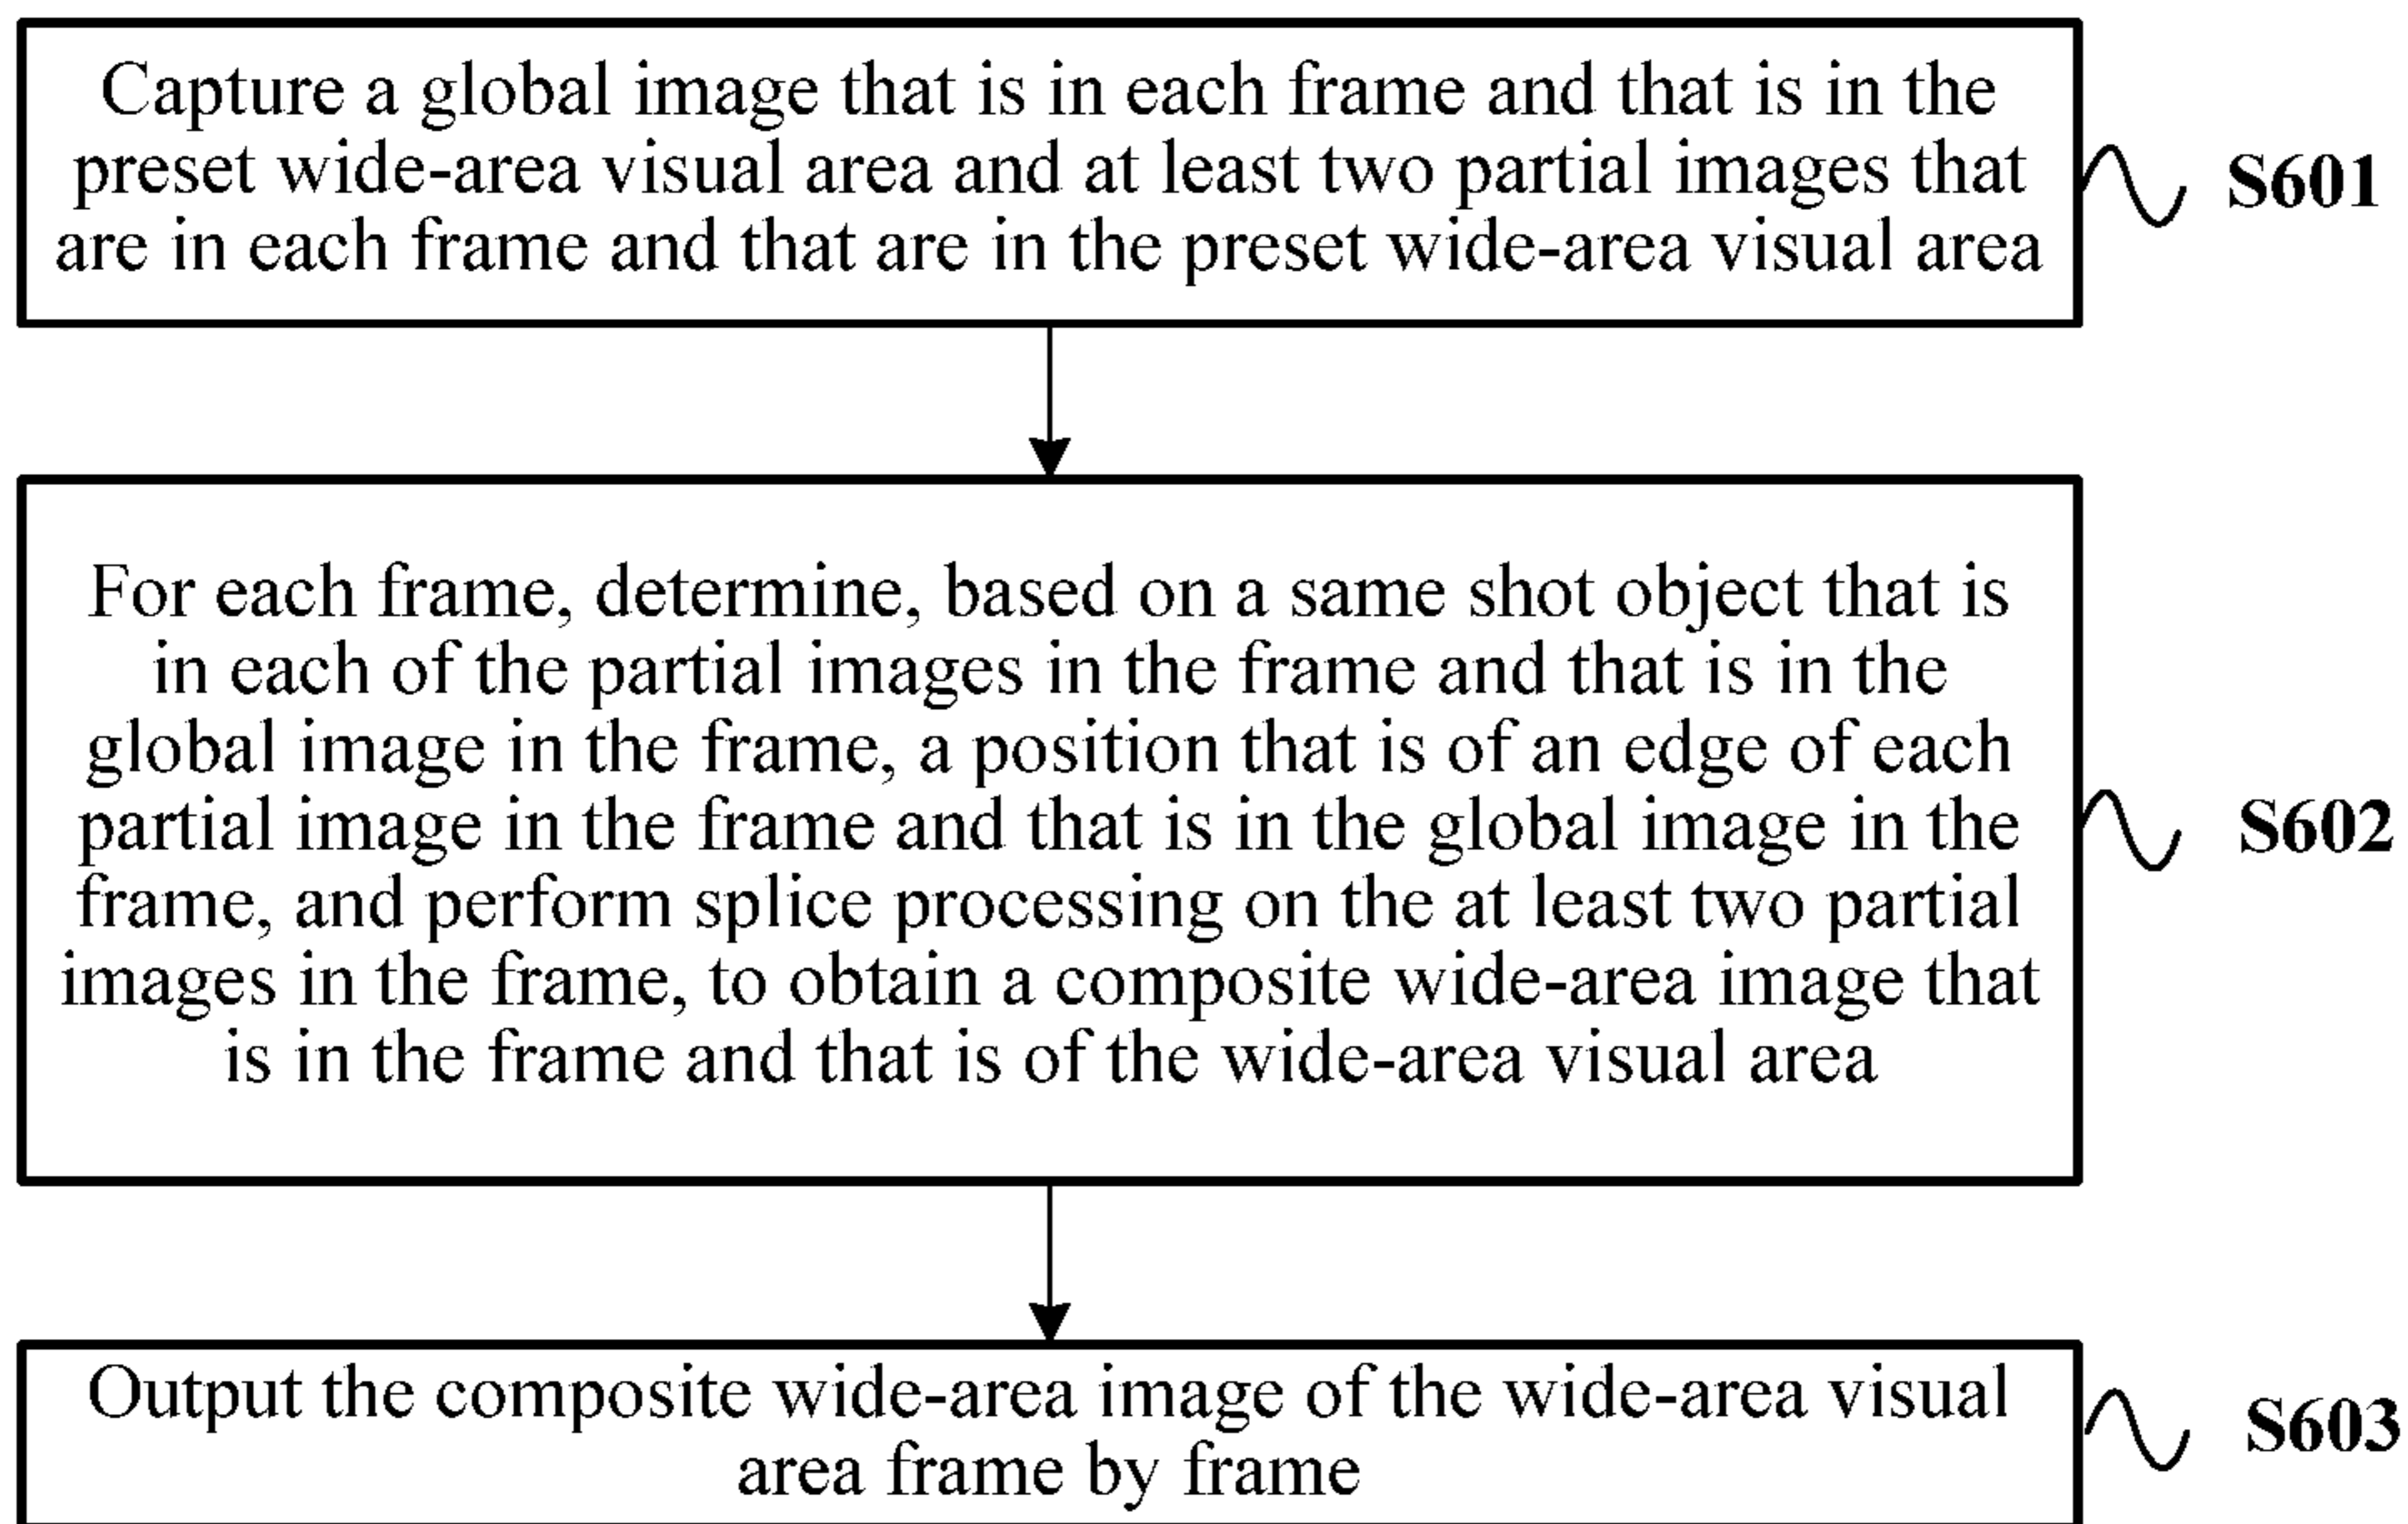 Capture a global image that is in each frame and that is in the
preset wide-area visual area and at least two partial images that
are in each frame and that are in the preset wide-area visual area
S601
For each frame, determine, based on a same shot object that is
in each of the partial images in the frame and that is in the
global image in the frame, a position that is of an edge of each
partial image in the frame and that is in the global image in the
frame, and perform splice processing on the at least two partial
images in the frame, to obtain a composite wide-area image that
is in the frame and that is of the wide-area visual area
S602
Output the composite wide-area image of the wide-area visual
area frame by frame
S603